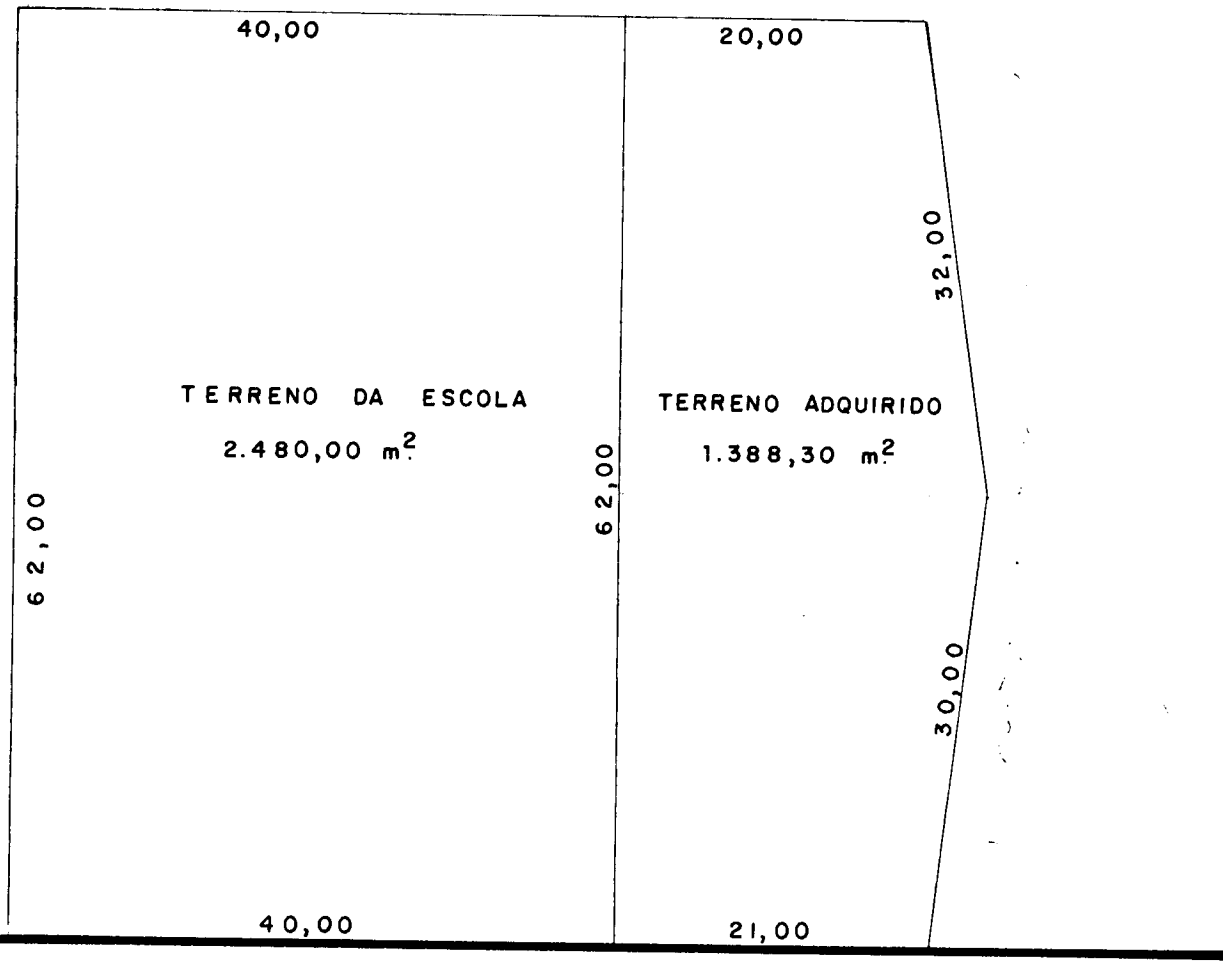 40,00
20,00
32,00
TERRENO DA ESCOLA
2.480,00 m²
TERRENO ADQUIRIDO
1.388,30 m²
62,00
62,00
30,00
40,00
21,00